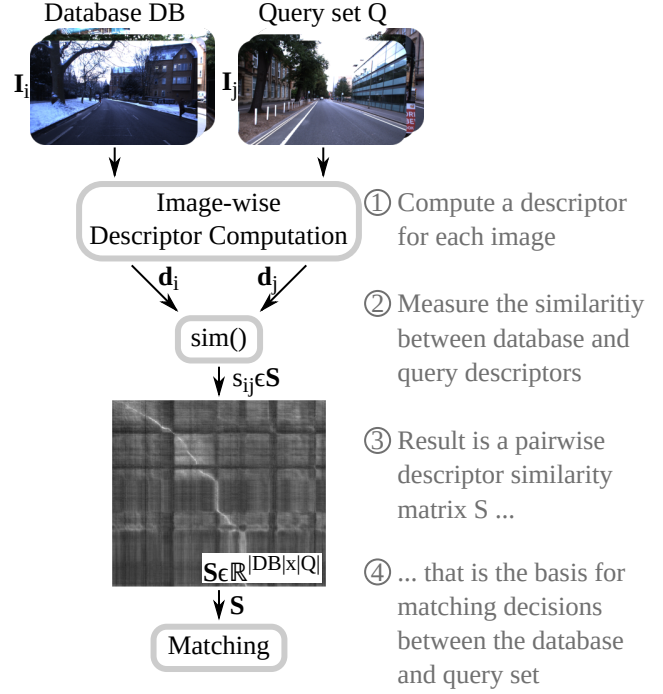 Database DB
Query set Q
I_i
I_j
Image-wise
Descriptor Computation
① Compute a descriptor
for each image
d_i
d_j
② Measure the similaritiy
between database and
query descriptors
sim()
s_ijϵS
③ Result is a pairwise
descriptor similarity
matrix S ...
Sϵℝ^|DB|x|Q|
④ ... that is the basis for
matching decisions
between the database
and query set
S
Matching